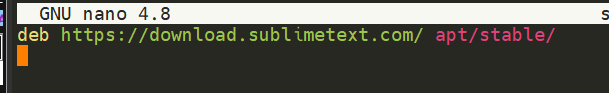 GNU nano 4.8 s
deb https://download.sublimetext.com/ apt/stable/